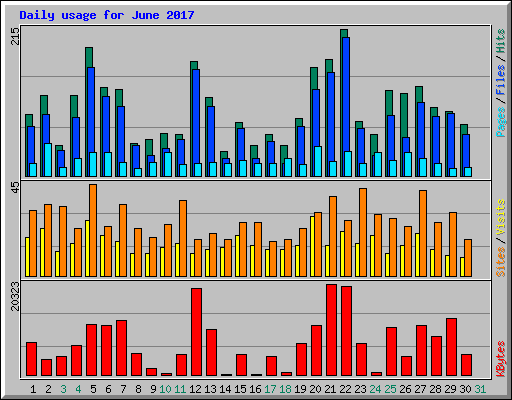 Daily usage for June 2017
215
Pages / Files / Hits
45
Sites / Visits
20323
KBytes
1 2 3 4 5 6 7 8 9 10 11 12 13 14 15 16 17 18 19 20 21 22 23 24 25 26 27 28 29 30 31